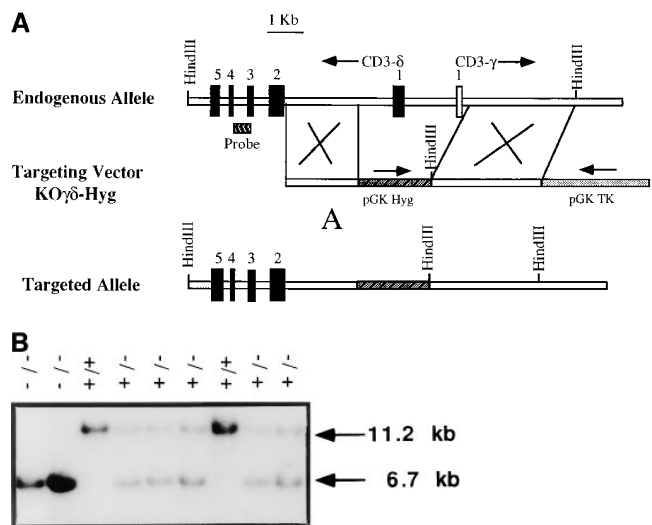 A
1 Kb
HindIII
CD3-δ
CD3-γ
HindIII
5 4 3 2 1 1
Endogenous Allele
Probe
HindIII
Targeting Vector
KOγδ-Hyg
pGK Hyg
pGK TK
A
HindIII
HindIII
HindIII
5 4 3 2
Targeted Allele
B
-/- -/- +/+ -/+ -/+ -/+ +/+ -/+ -/+
11.2 kb
6.7 kb